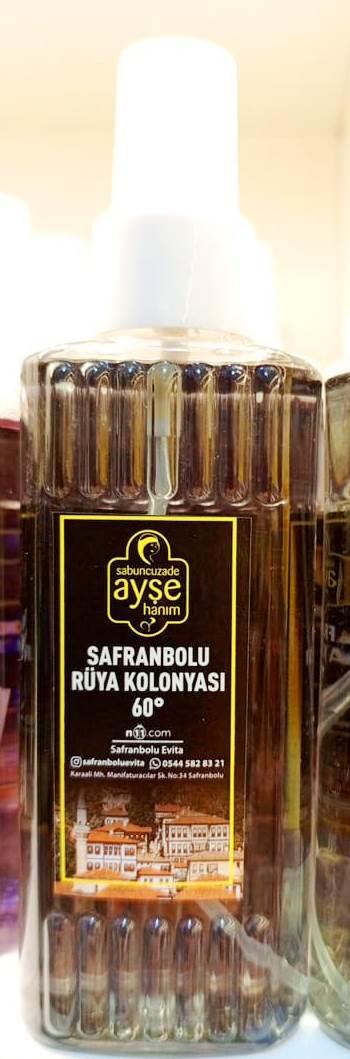 sabuncuzade
ayşe
hanım
SAFRANBOLU
RÜYA KOLONYASI
60°
n11.com
Safranbolu Evita
safranboluevita 0544 582 83 21
Karaali Mh. Manifaturacılar Sk. No:34 Safranbolu